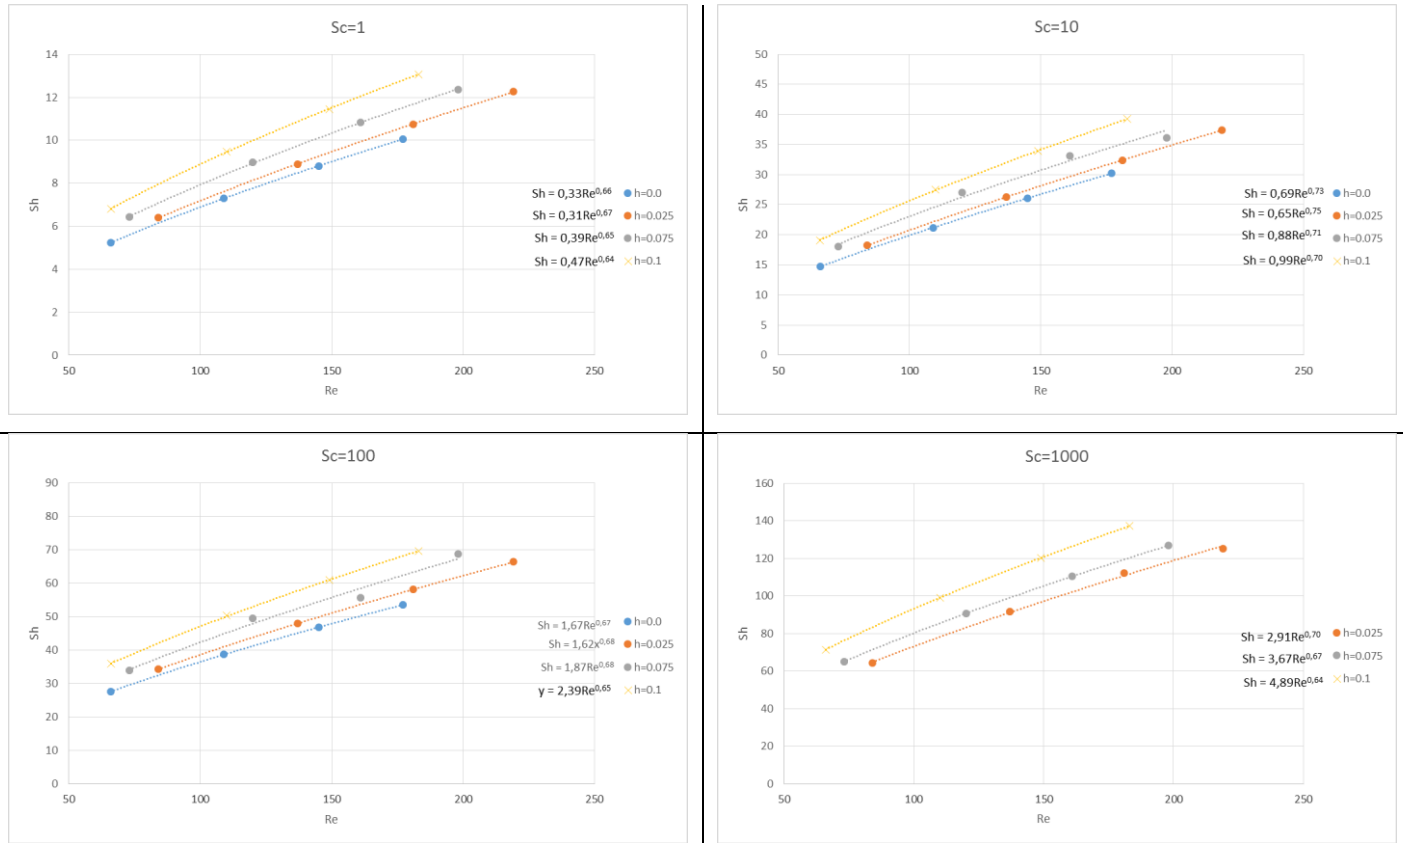 Sc=1
14
12
10
8
6
4
2
0
Sh
50
100
150
200
250
Re
Sh = 0,33Re^0,66 h=0.0
Sh = 0,31Re^0,67 h=0.025
Sh = 0,39Re^0,65 h=0.075
Sh = 0,47Re^0,64 h=0.1
Sc=10
50
45
40
35
30
25
20
15
10
5
0
Sh
50
100
150
200
250
Re
Sh = 0,69Re^0,73 h=0.0
Sh = 0,65Re^0,75 h=0.025
Sh = 0,88Re^0,71 h=0.075
Sh = 0,99Re^0,70 h=0.1
Sc=100
90
80
70
60
50
40
30
20
10
0
Sh
50
100
150
200
250
Re
Sh = 1,67Re^0,67 h=0.0
Sh = 1,62x^0,68 h=0.025
Sh = 1,87Re^0,68 h=0.075
y = 2,39Re^0,65 h=0.1
Sc=1000
160
140
120
100
80
60
40
20
0
Sh
50
100
150
200
250
Re
Sh = 2,91Re^0,70 h=0.025
Sh = 3,67Re^0,67 h=0.075
Sh = 4,89Re^0,64 h=0.1